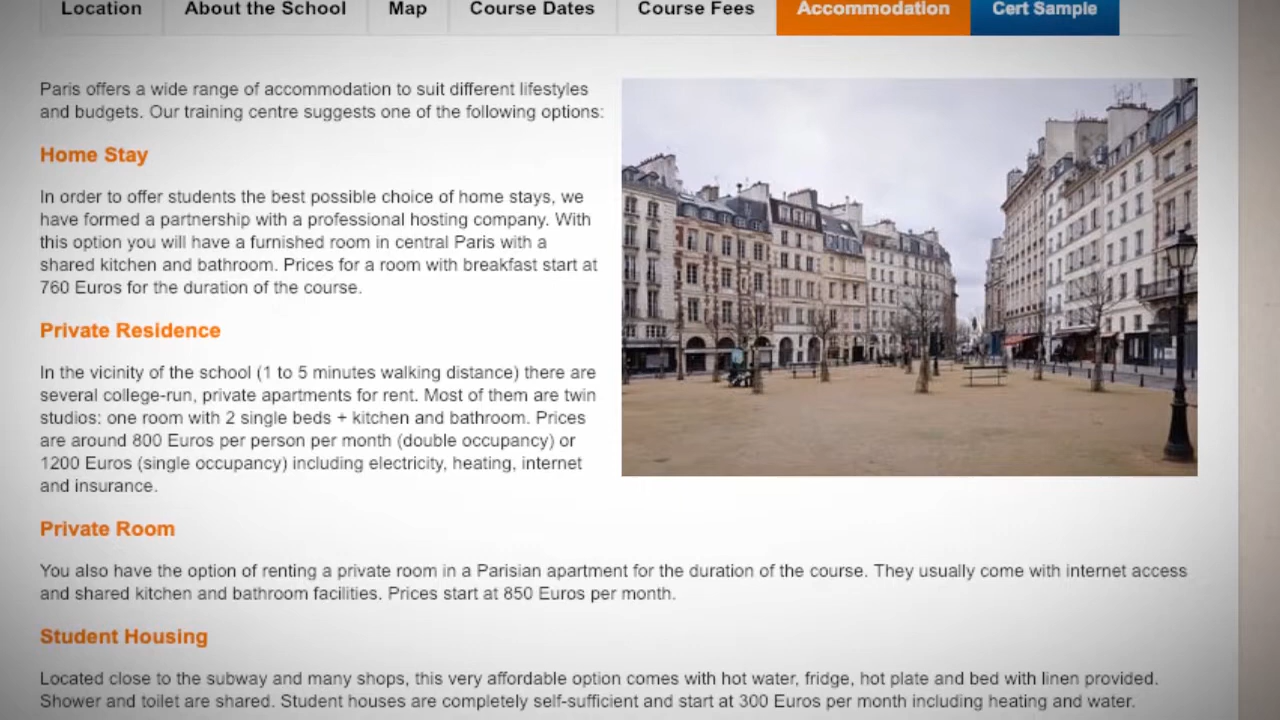 Location About the School Map Course Dates Course Fees Accommodation Cert Sample
Paris offers a wide range of accommodation to suit different lifestyles
and budgets. Our training centre suggests one of the following options:
Home Stay
In order to offer students the best possible choice of home stays, we
have formed a partnership with a professional hosting company. With
this option you will have a furnished room in central Paris with a
shared kitchen and bathroom. Prices for a room with breakfast start at
760 Euros for the duration of the course.
Private Residence
In the vicinity of the school (1 to 5 minutes walking distance) there are
several college-run, private apartments for rent. Most of them are twin
studios: one room with 2 single beds + kitchen and bathroom. Prices
are around 800 Euros per person per month (double occupancy) or
1200 Euros (single occupancy) including electricity, heating, internet
and insurance.
Private Room
You also have the option of renting a private room in a Parisian apartment for the duration of the course. They usually come with internet access
and shared kitchen and bathroom facilities. Prices start at 850 Euros per month.
Student Housing
Located close to the subway and many shops, this very affordable option comes with hot water, fridge, hot plate and bed with linen provided.
Shower and toilet are shared. Student houses are completely self-sufficient and start at 300 Euros per month including heating and water.